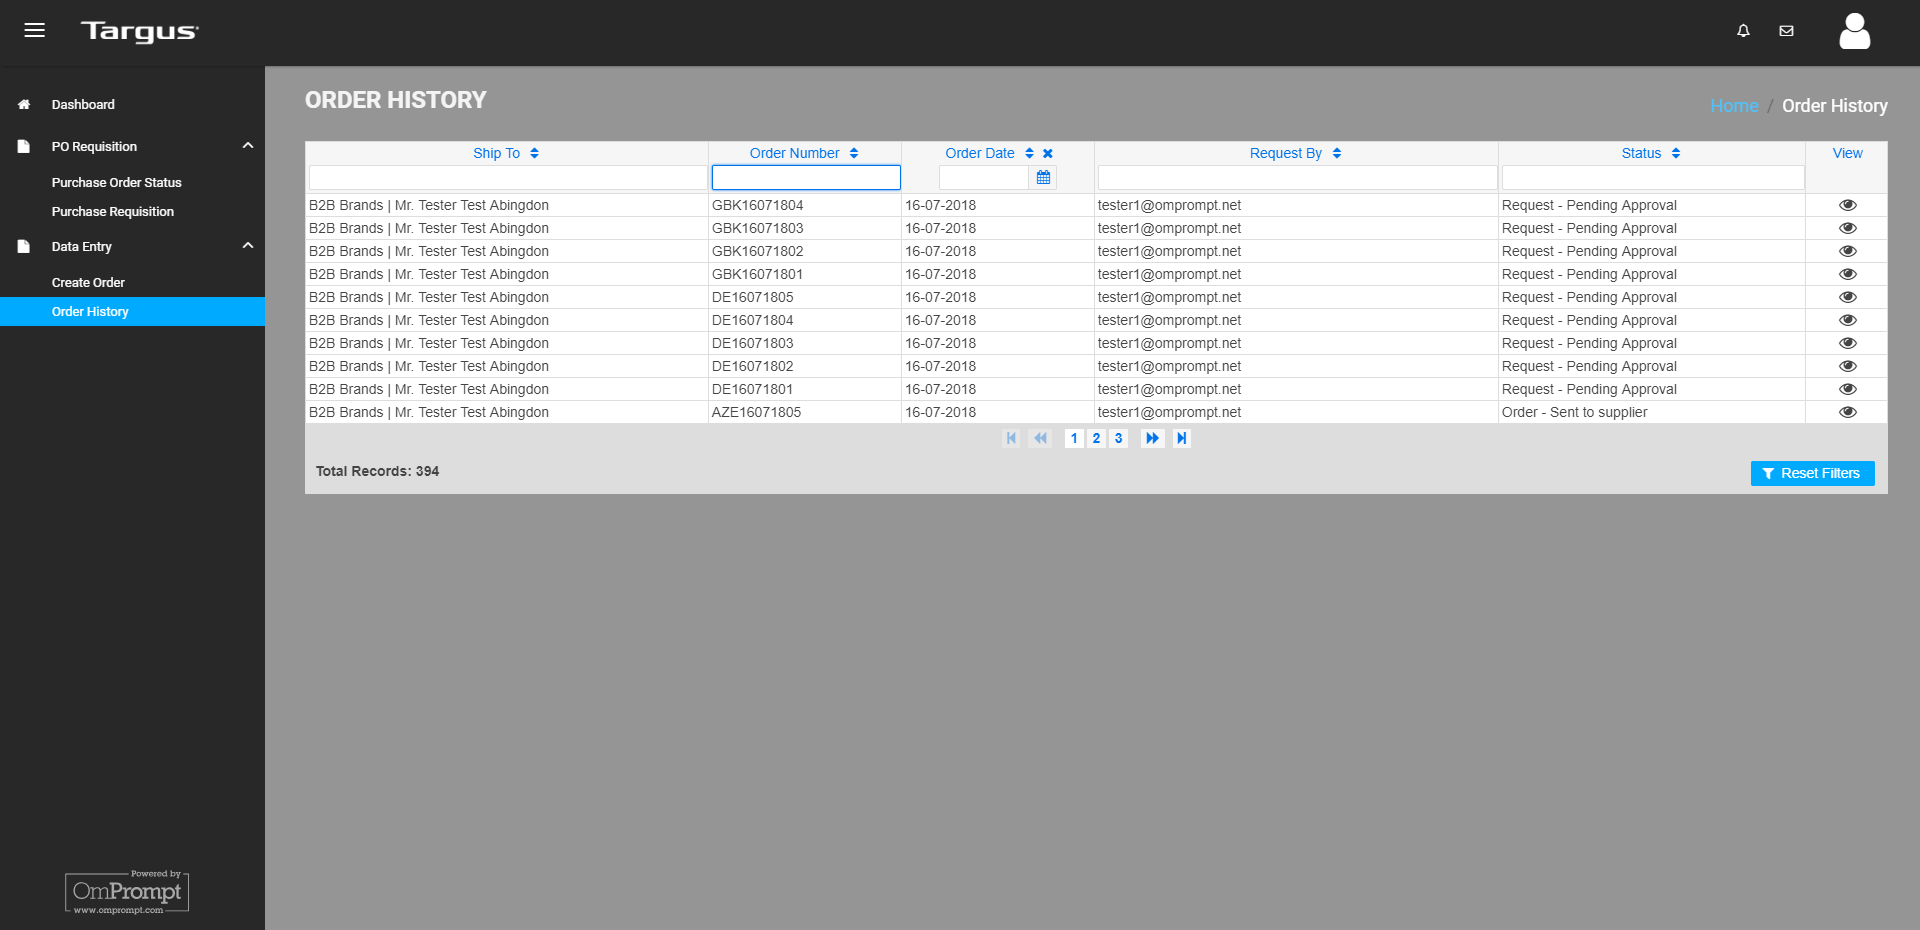 Targus
Dashboard
PO Requisition
Purchase Order Status
Purchase Requisition
Data Entry
Create Order
Order History
Powered by
OmPrompt
www.omprompt.com
ORDER HISTORY
Home / Order History
Ship To Order Number Order Date Request By Status View
B2B Brands | Mr. Tester Test Abingdon GBK16071804 16-07-2018 tester1@omprompt.net Request - Pending Approval
B2B Brands | Mr. Tester Test Abingdon GBK16071803 16-07-2018 tester1@omprompt.net Request - Pending Approval
B2B Brands | Mr. Tester Test Abingdon GBK16071802 16-07-2018 tester1@omprompt.net Request - Pending Approval
B2B Brands | Mr. Tester Test Abingdon GBK16071801 16-07-2018 tester1@omprompt.net Request - Pending Approval
B2B Brands | Mr. Tester Test Abingdon DE16071805 16-07-2018 tester1@omprompt.net Request - Pending Approval
B2B Brands | Mr. Tester Test Abingdon DE16071804 16-07-2018 tester1@omprompt.net Request - Pending Approval
B2B Brands | Mr. Tester Test Abingdon DE16071803 16-07-2018 tester1@omprompt.net Request - Pending Approval
B2B Brands | Mr. Tester Test Abingdon DE16071802 16-07-2018 tester1@omprompt.net Request - Pending Approval
B2B Brands | Mr. Tester Test Abingdon DE16071801 16-07-2018 tester1@omprompt.net Request - Pending Approval
B2B Brands | Mr. Tester Test Abingdon AZE16071805 16-07-2018 tester1@omprompt.net Order - Sent to supplier
1 2 3
Total Records: 394
Reset Filters